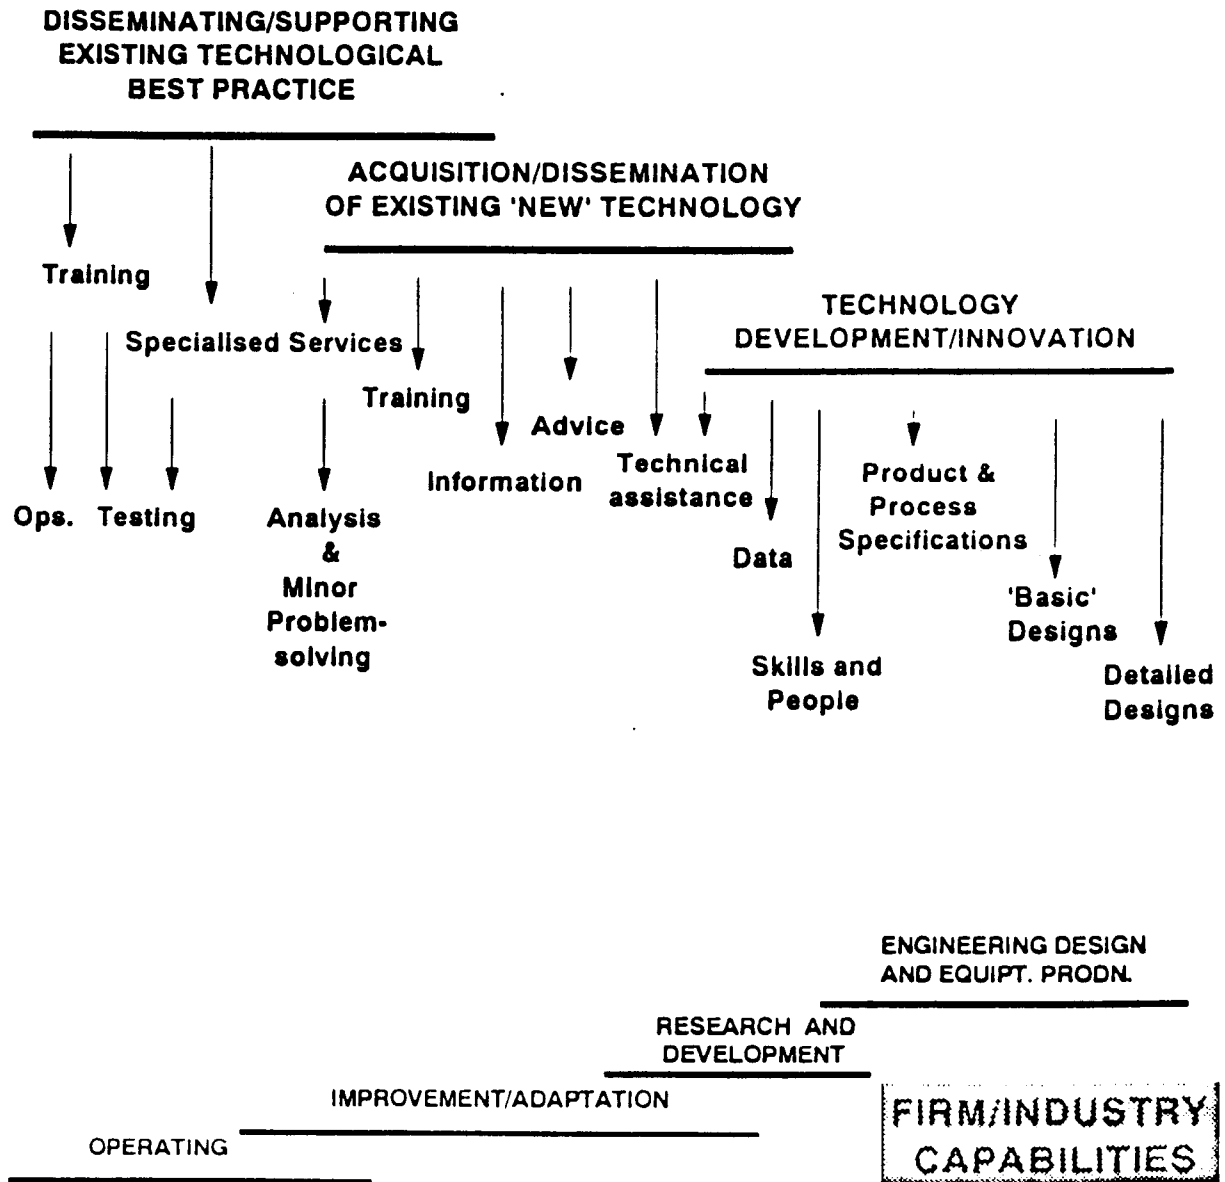 DISSEMINATING/SUPPORTING
EXISTING TECHNOLOGICAL
BEST PRACTICE
ACQUISITION/DISSEMINATION
OF EXISTING 'NEW' TECHNOLOGY
Training
TECHNOLOGY
DEVELOPMENT/INNOVATION
Specialised Services
Training
Advice
Information
Technical
assistance
Product &
Process
Specifications
Ops. Testing
Analysis
&
Minor
Problem-
solving
Data
'Basic'
Designs
Skills and
People
Detailed
Designs
ENGINEERING DESIGN
AND EQUIPT. PRODN.
RESEARCH AND
DEVELOPMENT
IMPROVEMENT/ADAPTATION
OPERATING
FIRM/INDUSTRY
CAPABILITIES